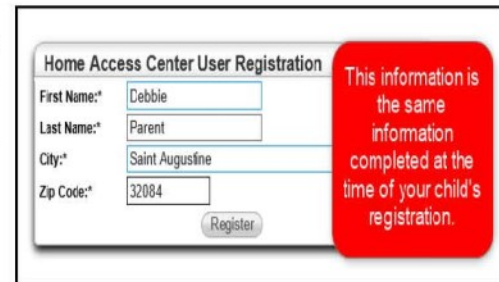 Home Access Center User Registration
First Name:* Debbie
Last Name:* Parent
City:* Saint Augustine
Zip Code:* 32084
Register
This information is
the same
information
completed at the
time of your child's
registration.